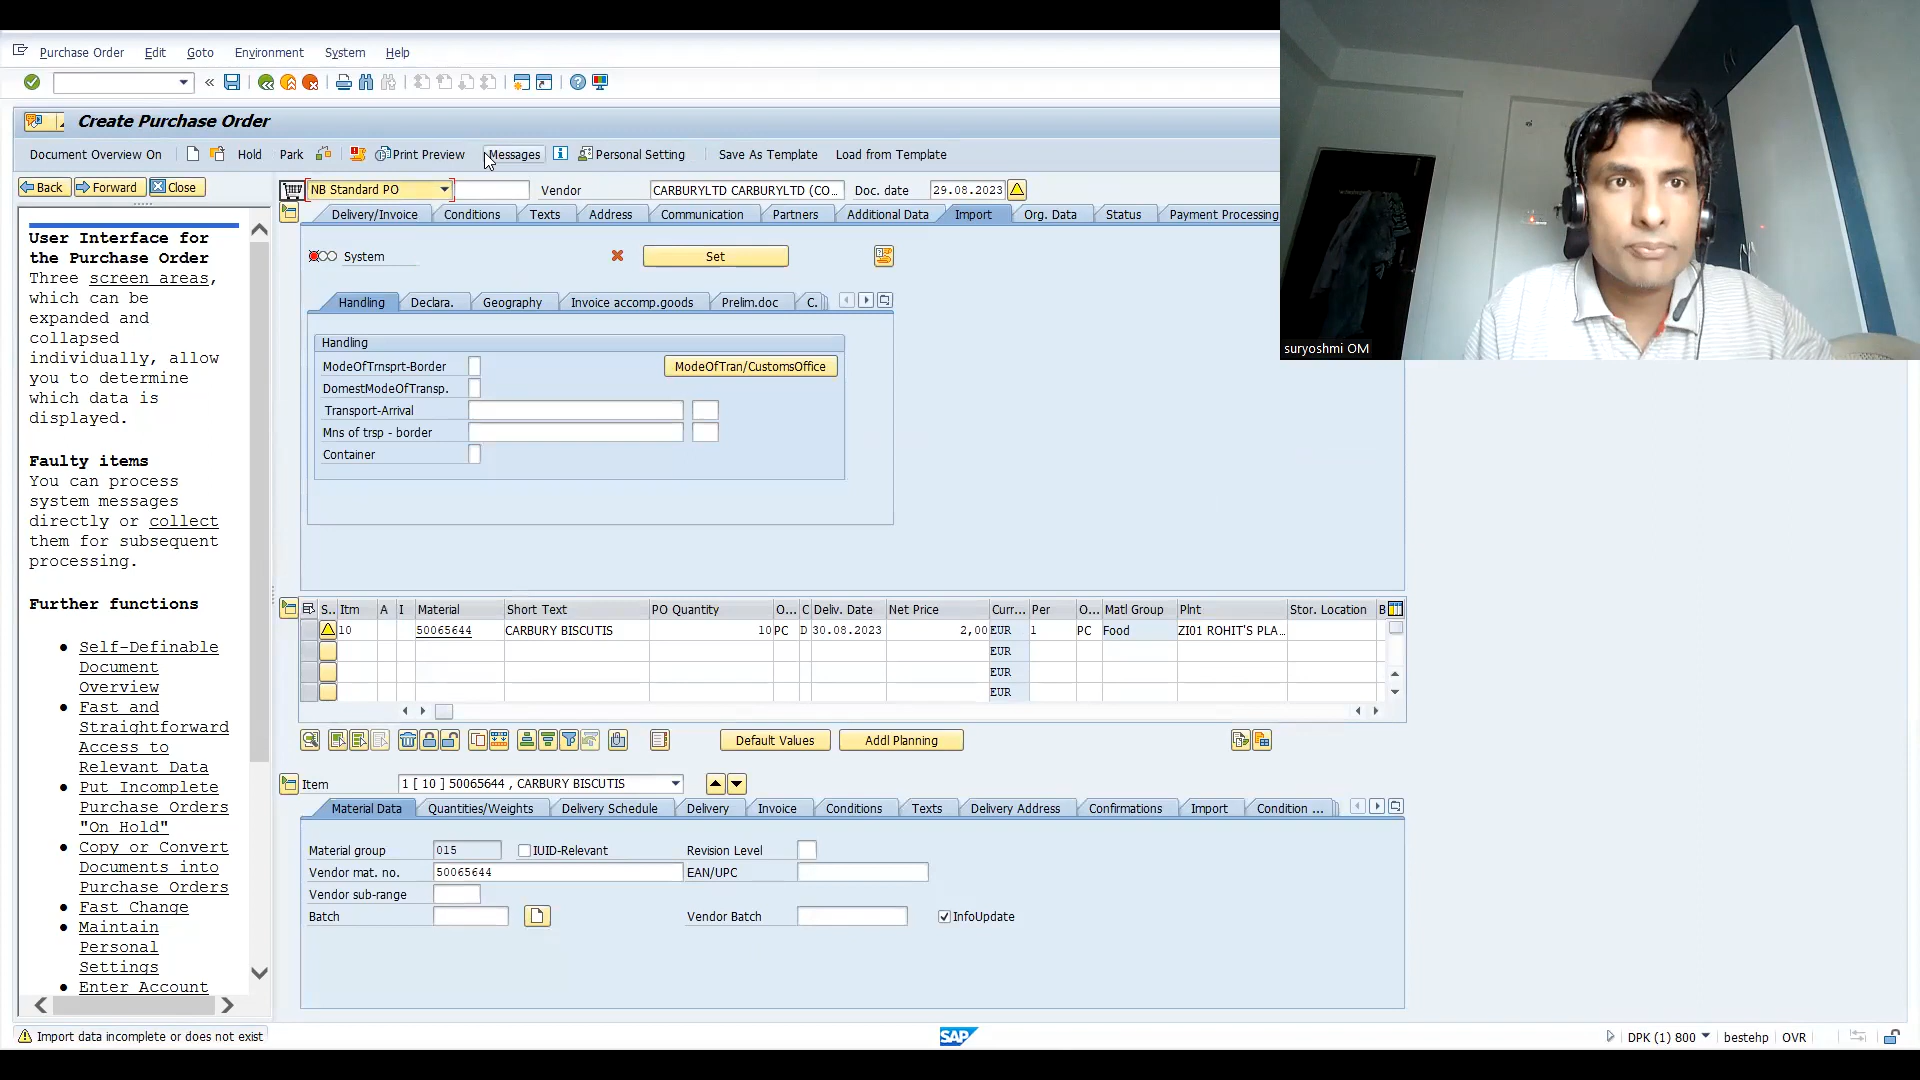 Purchase Order Edit Goto Environment System Help
Create Purchase Order
Document Overview On Hold Park Print Preview Messages Personal Setting Save As Template Load from Template
Back Forward Close
NB Standard PO Vendor CARBURYLTD CARBURYLTD (CO... Doc. date 29.08.2023
Delivery/Invoice Conditions Texts Address Communication Partners Additional Data Import Org. Data Status Payment Processing
System Set
Handling Declara. Geography Invoice accomp.goods Prelim.doc C.
Handling
ModeOfTrnsprt-Border ModeOfTran/CustomsOffice
DomestModeOfTransp.
Transport-Arrival
Mns of trsp - border
Container
User Interface for
the Purchase Order
Three screen areas,
which can be
expanded and
collapsed
individually, allow
you to determine
which data is
displayed.
Faulty items
You can process
system messages
directly or collect
them for subsequent
processing.
Further functions
Self-Definable
Document
Overview
Fast and
Straightforward
Access to
Relevant Data
Put Incomplete
Purchase Orders
"On Hold"
Copy or Convert
Documents into
Purchase Orders
Fast Change
Maintain
Personal
Settings
Enter Account
suryoshmi OM
S.. Itm A I Material Short Text PO Quantity O... C Deliv. Date Net Price Curr... Per O... Matl Group Plnt Stor. Location B
10 50065644 CARBURY BISCUTIS 10 PC D 30.08.2023 2,00 EUR 1 PC Food ZI01 ROHIT'S PLA...
EUR
EUR
EUR
Default Values Addl Planning
Item 1 [ 10 ] 50065644 , CARBURY BISCUTIS
Material Data Quantities/Weights Delivery Schedule Delivery Invoice Conditions Texts Delivery Address Confirmations Import Condition ...
Material group 015 IUID-Relevant Revision Level
Vendor mat. no. 50065644 EAN/UPC
Vendor sub-range
Batch Vendor Batch InfoUpdate
Import data incomplete or does not exist SAP DPK (1) 800 bestehp OVR